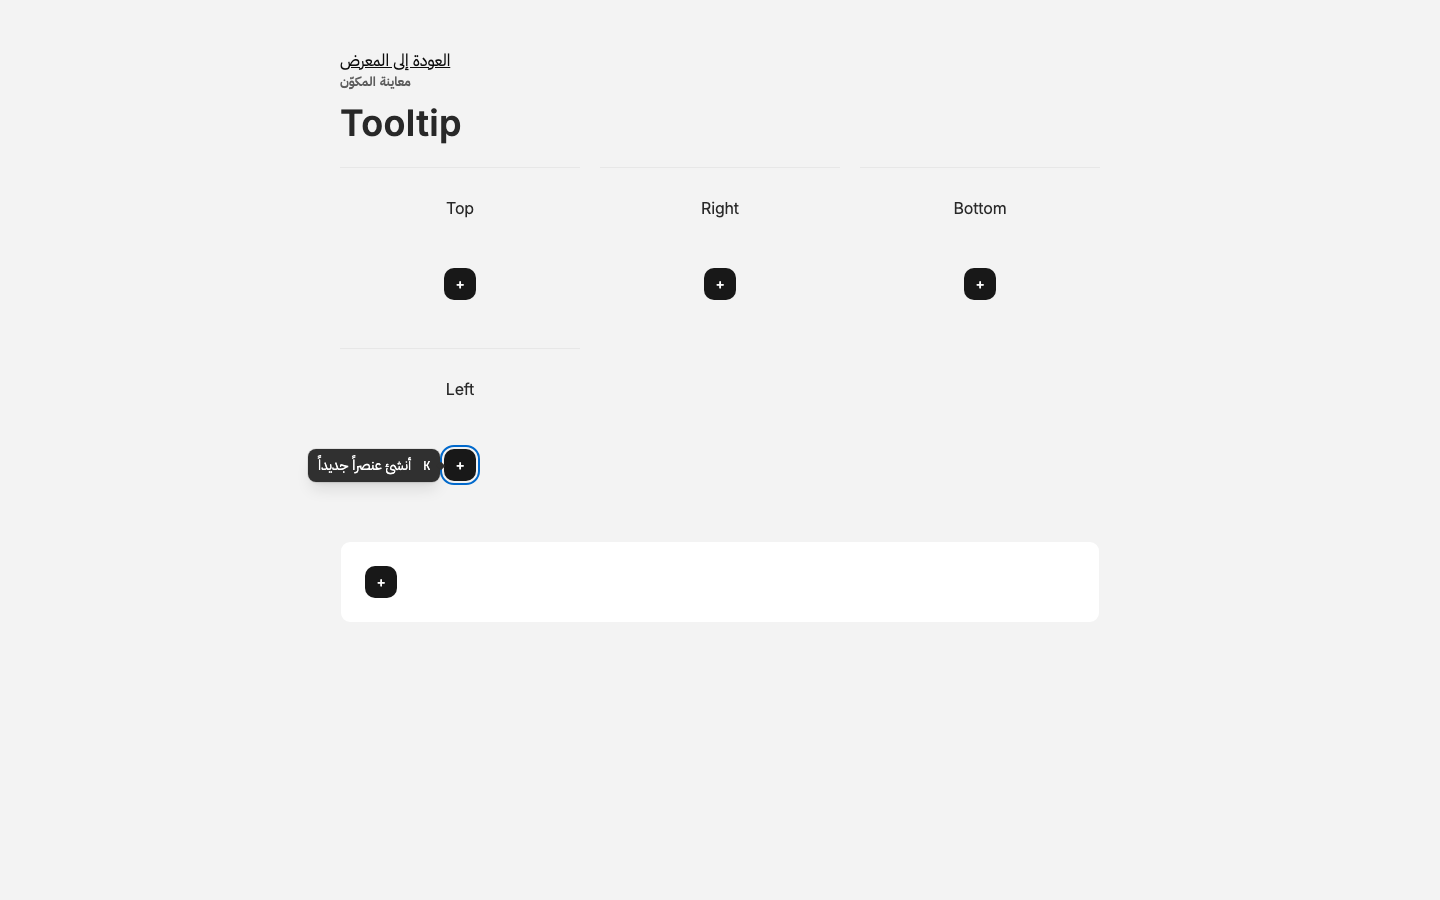 العودة إلى المعرض
معاينة المكوّن
Tooltip
Top
Right
Bottom
+
+
+
Left
أنشئ عنصراً جديداً K
+
+